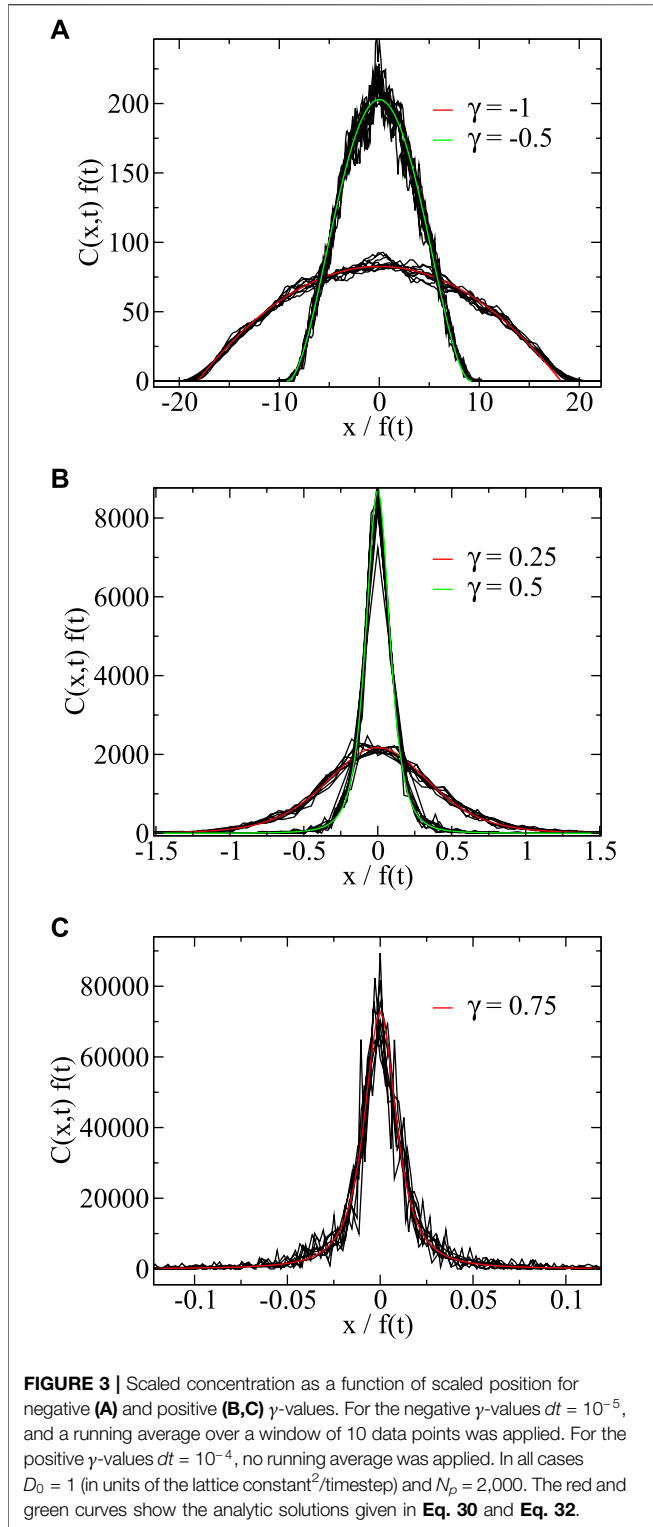 A
C(x,t) f(t)
200
150
100
50
0
γ = -1
γ = -0.5
-20 -10 0 10 20
x / f(t)
B
C(x,t) f(t)
8000
6000
4000
2000
0
γ = 0.25
γ = 0.5
-1.5 -1 -0.5 0 0.5 1 1.5
x / f(t)
C
C(x,t) f(t)
80000
60000
40000
20000
0
γ = 0.75
-0.1 -0.05 0 0.05 0.1
x / f(t)
FIGURE 3 | Scaled concentration as a function of scaled position for
negative (A) and positive (B,C) γ-values. For the negative γ-values dt = 10⁻⁵,
and a running average over a window of 10 data points was applied. For the
positive γ-values dt = 10⁻⁴, no running average was applied. In all cases
D₀ = 1 (in units of the lattice constant²/timestep) and Nₚ = 2,000. The red and
green curves show the analytic solutions given in Eq. 30 and Eq. 32.